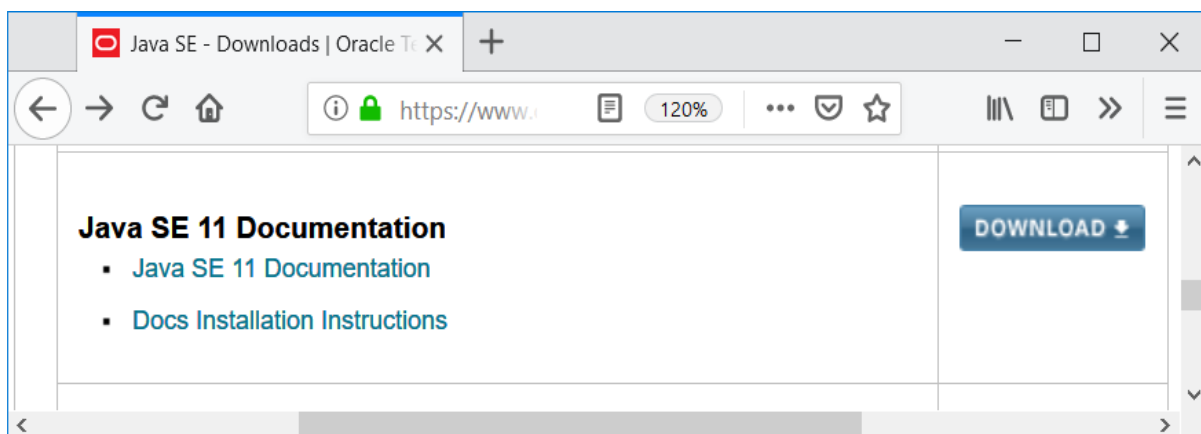 Java SE - Downloads | Oracle Te
https://www.
120%
Java SE 11 Documentation
DOWNLOAD
Java SE 11 Documentation
Docs Installation Instructions